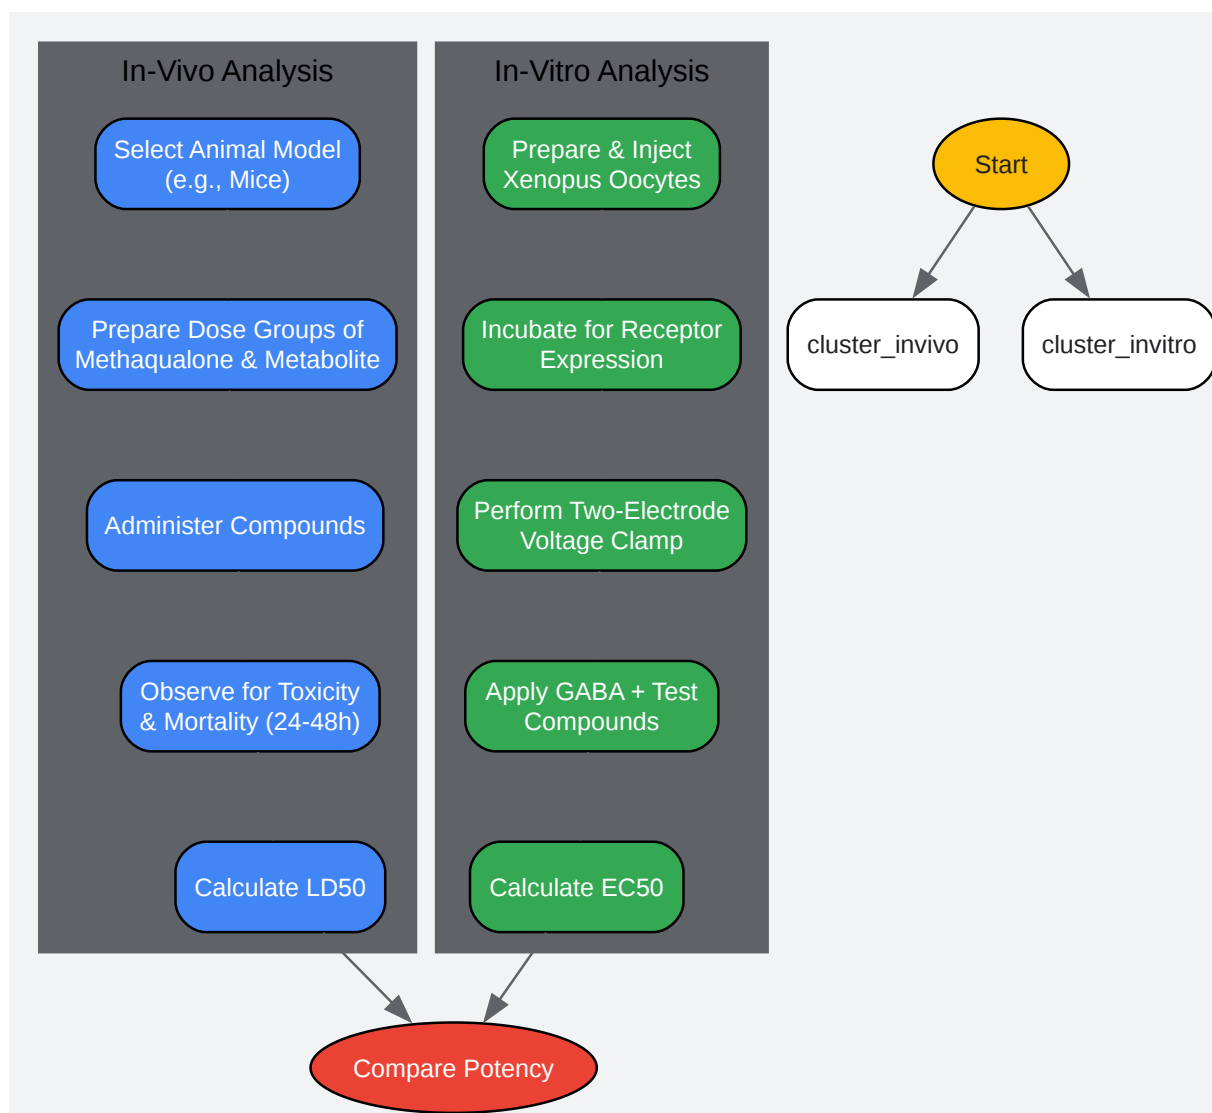 In-Vivo Analysis
Select Animal Model
(e.g., Mice)
Prepare Dose Groups of
Methaqualone & Metabolite
Administer Compounds
Observe for Toxicity
& Mortality (24-48h)
Calculate LD50
In-Vitro Analysis
Prepare & Inject
Xenopus Oocytes
Incubate for Receptor
Expression
Perform Two-Electrode
Voltage Clamp
Apply GABA + Test
Compounds
Calculate EC50
Start
cluster_invivo
cluster_invitro
Compare Potency